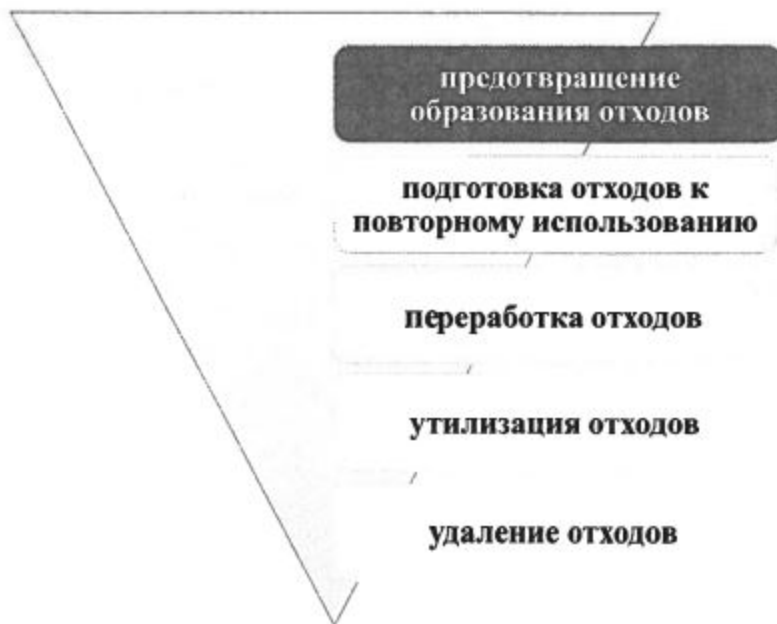 предотвращение
образования отходов
подготовка отходов к
повторному использованию
переработка отходов
утилизация отходов
удаление отходов